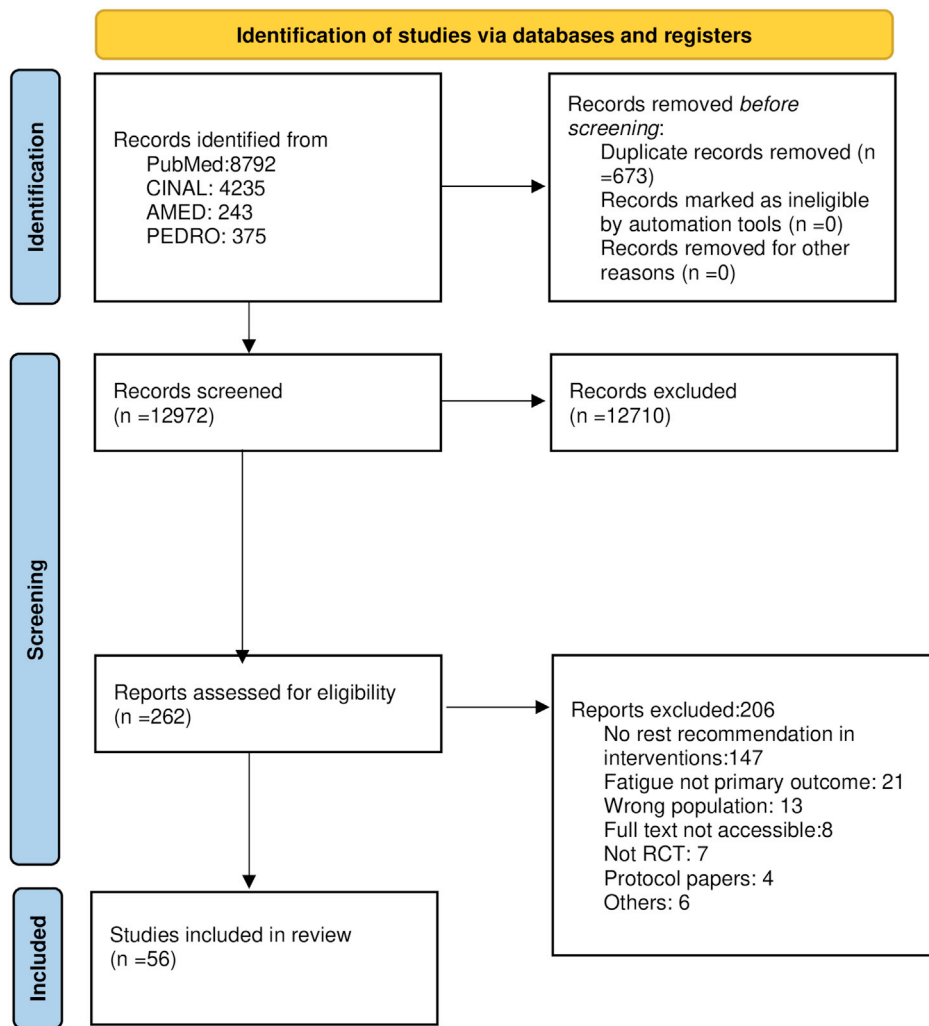 Identification of studies via databases and registers
Identification
Records identified from
PubMed:8792
CINAL: 4235
AMED: 243
PEDRO: 375
Records removed before
screening:
Duplicate records removed (n
=673)
Records marked as ineligible
by automation tools (n =0)
Records removed for other
reasons (n =0)
Screening
Records screened
(n =12972)
Records excluded
(n =12710)
Reports assessed for eligibility
(n =262)
Reports excluded:206
No rest recommendation in
interventions:147
Fatigue not primary outcome: 21
Wrong population: 13
Full text not accessible:8
Not RCT: 7
Protocol papers: 4
Others: 6
Included
Studies included in review
(n =56)